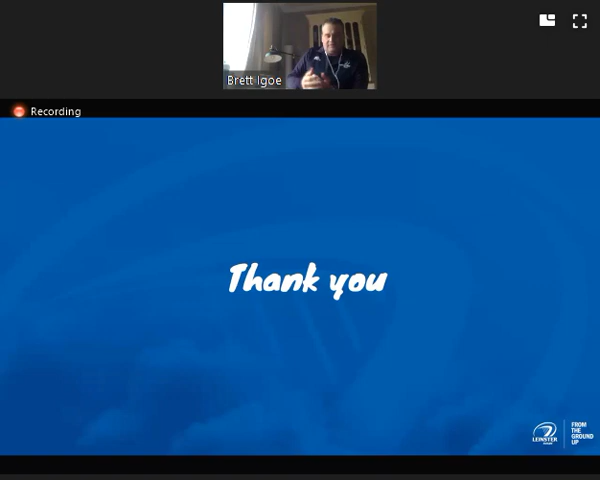 Brett Igoe
Recording
Thank you
LEINSTER
FROM
THE
GROUND
UP